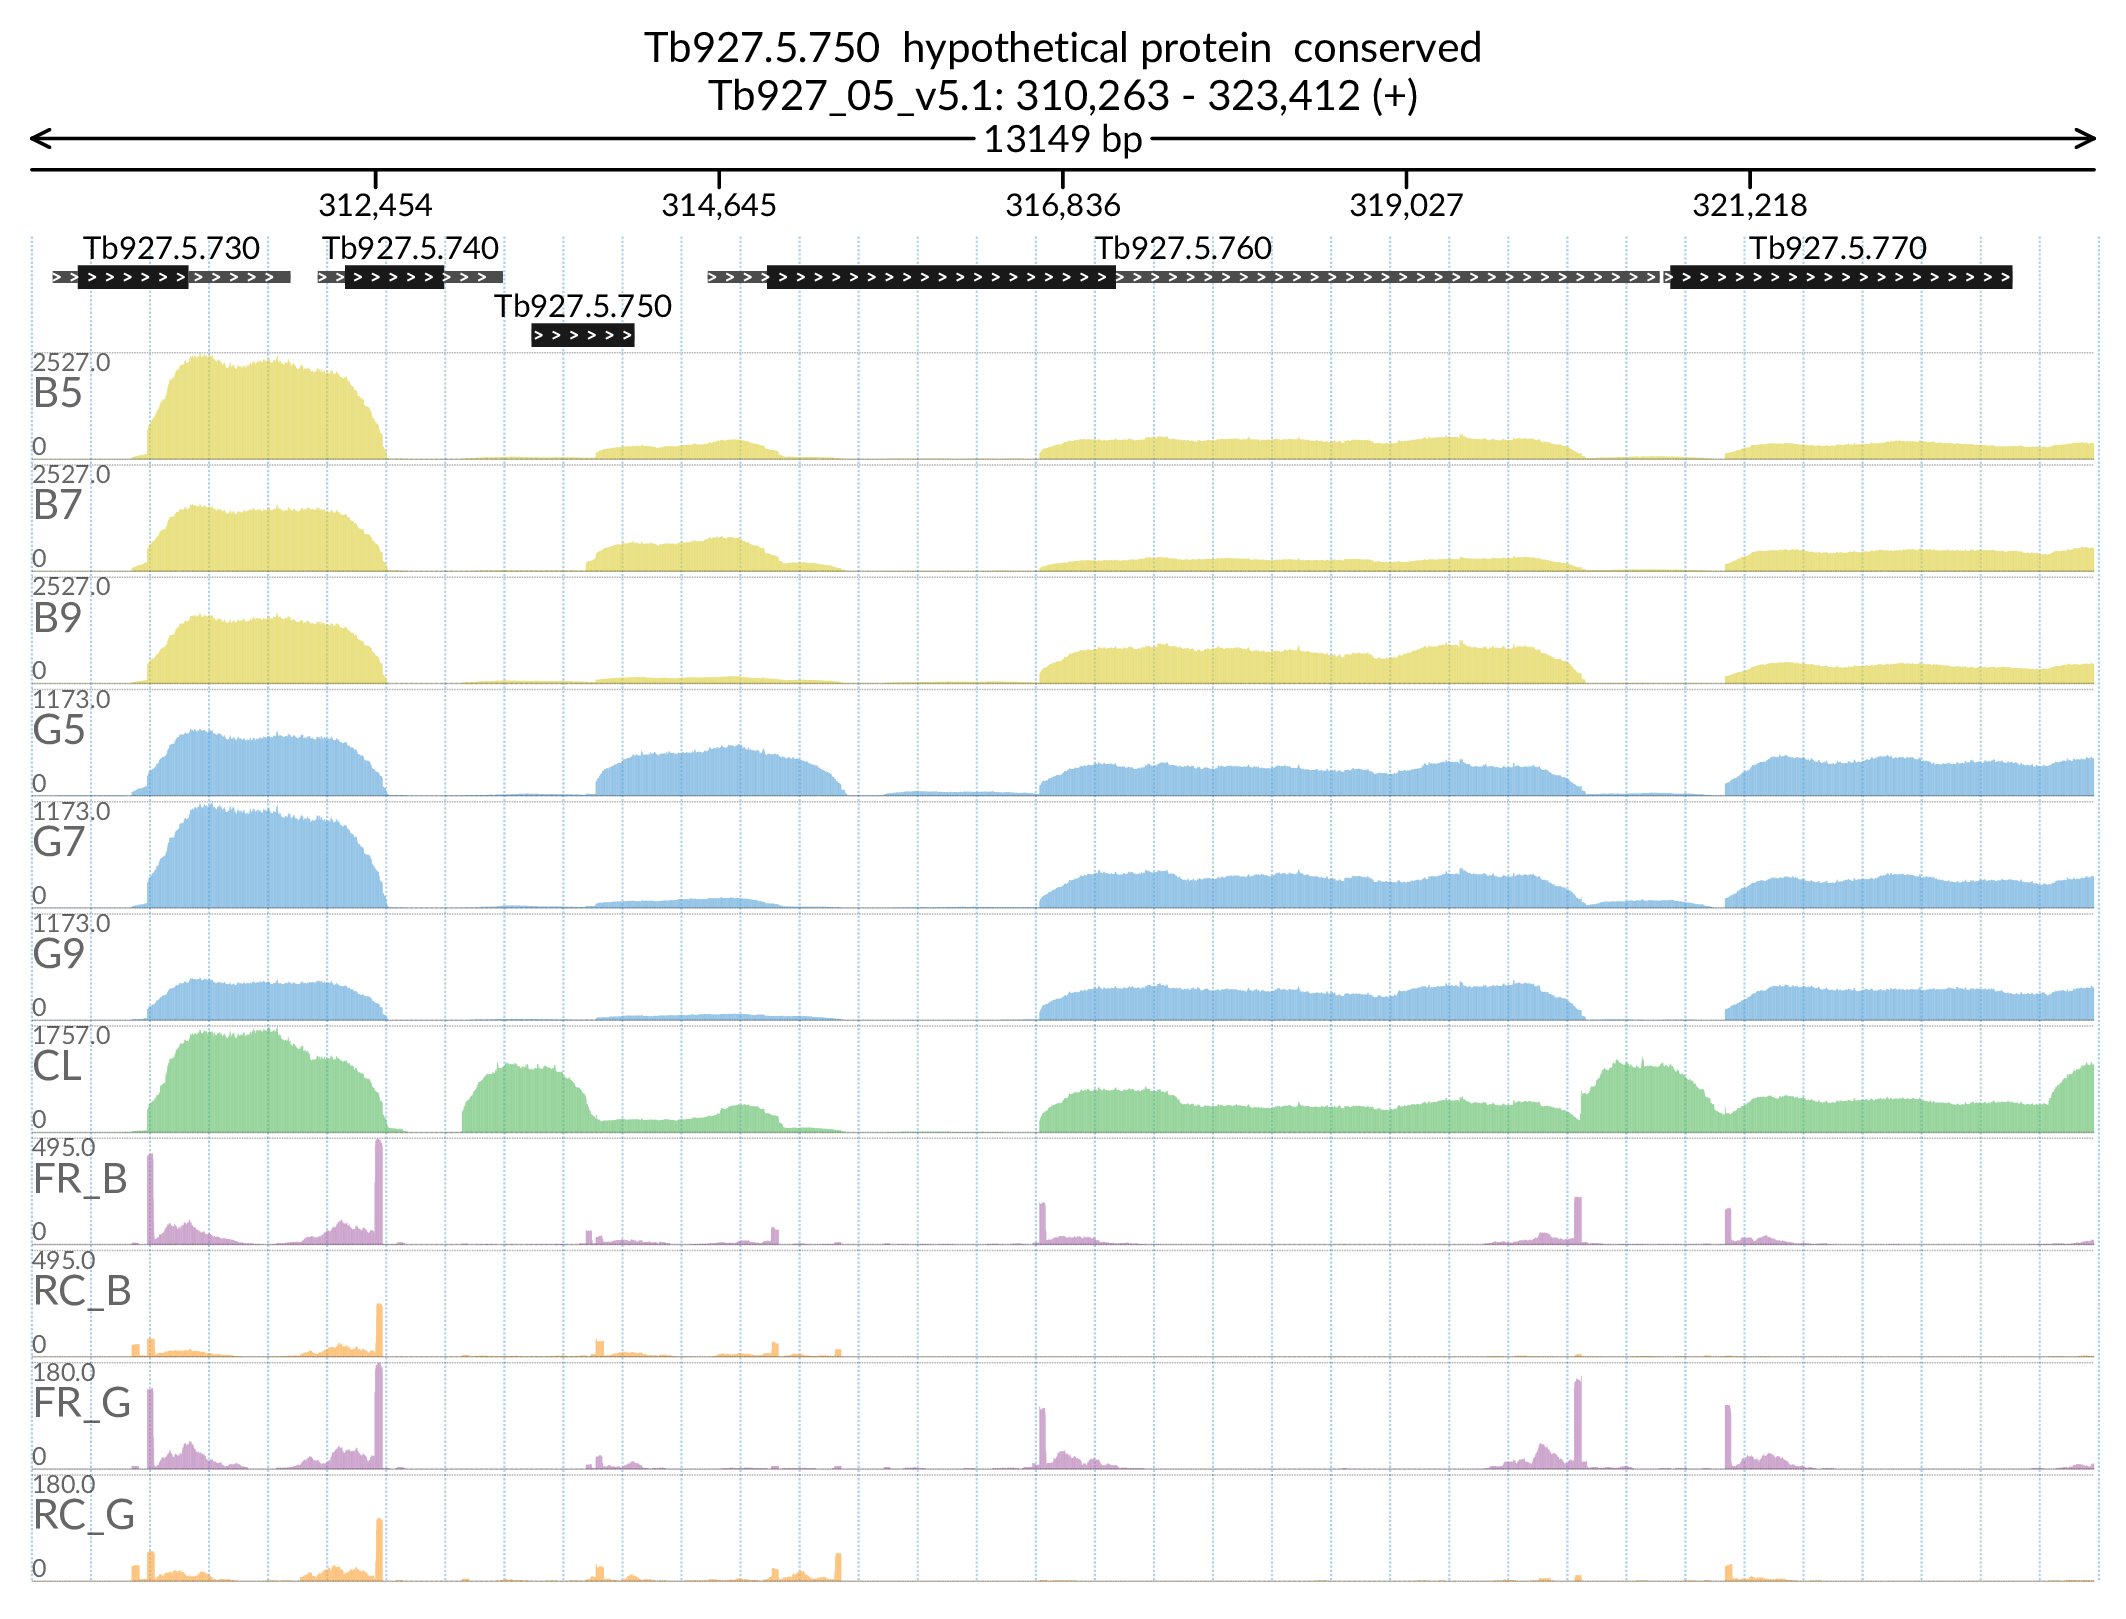 Tb927.5.750  hypothetical protein  conserved
Tb927_05_v5.1: 310,263 - 323,412 (+)
13149 bp
312,454 314,645 316,836 319,027 321,218
Tb927.5.730 Tb927.5.740 Tb927.5.760 Tb927.5.770
Tb927.5.750
2527.0
B5
0
2527.0
B7
0
2527.0
B9
0
1173.0
G5
0
1173.0
G7
0
1173.0
G9
0
1757.0
CL
0
495.0
FR_B
0
495.0
RC_B
0
180.0
FR_G
0
180.0
RC_G
0